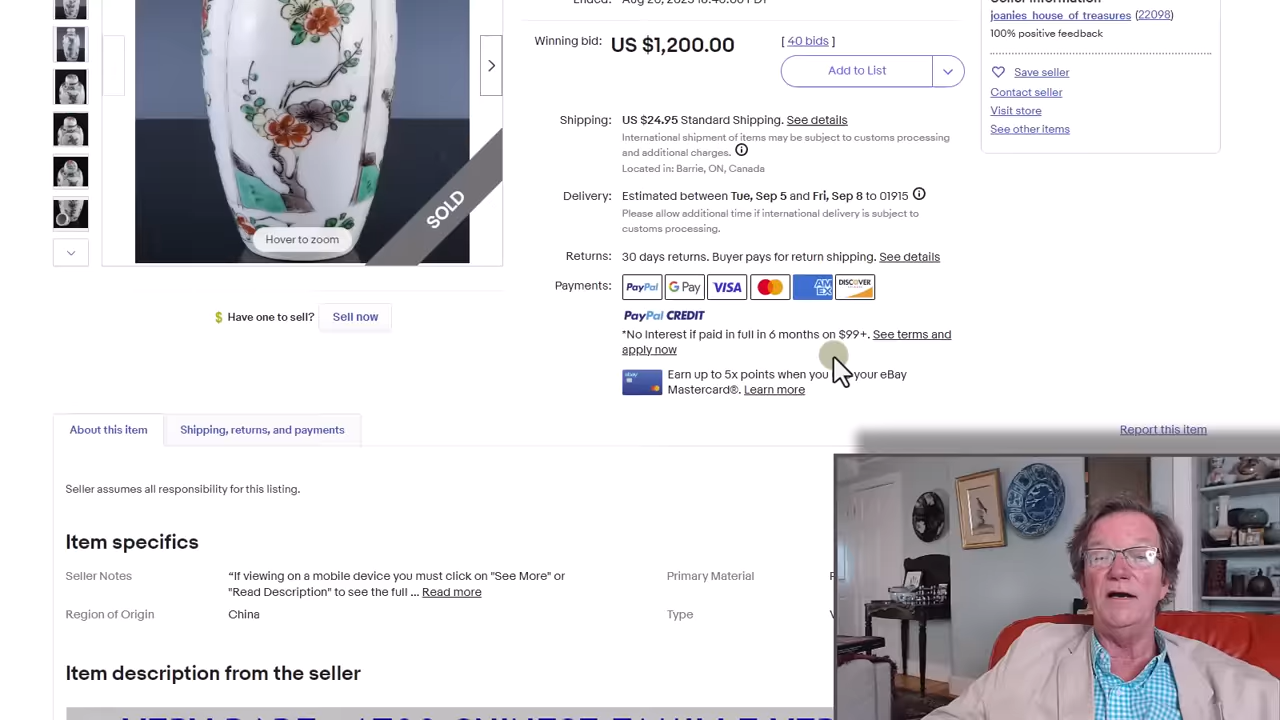 Seller information
Winning bid: US $1,200.00 [ 40 bids ]
Add to List
joanies_house_of_treasures (22098)
100% positive feedback
Save seller
Contact seller
Visit store
See other items
Shipping: US $24.95 Standard Shipping. See details
International shipment of items may be subject to customs processing
and additional charges.
Located in: Barrie, ON, Canada
Delivery: Estimated between Tue, Sep 5 and Fri, Sep 8 to 01915
Please allow additional time if international delivery is subject to
customs processing.
Returns: 30 days returns. Buyer pays for return shipping. See details
Payments: PayPal G Pay VISA AM EX DISCOVER
PayPal CREDIT
*No Interest if paid in full in 6 months on $99+. See terms and
apply now
ebay
Earn up to 5x points when you your eBay
Mastercard®. Learn more
SOLD
Hover to zoom
Have one to sell? Sell now
About this item
Shipping, returns, and payments
Report this item
Seller assumes all responsibility for this listing.
Item specifics
Seller Notes “If viewing on a mobile device you must click on "See More" or
"Read Description" to see the full ... Read more
Primary Material
Region of Origin China
Type
Item description from the seller